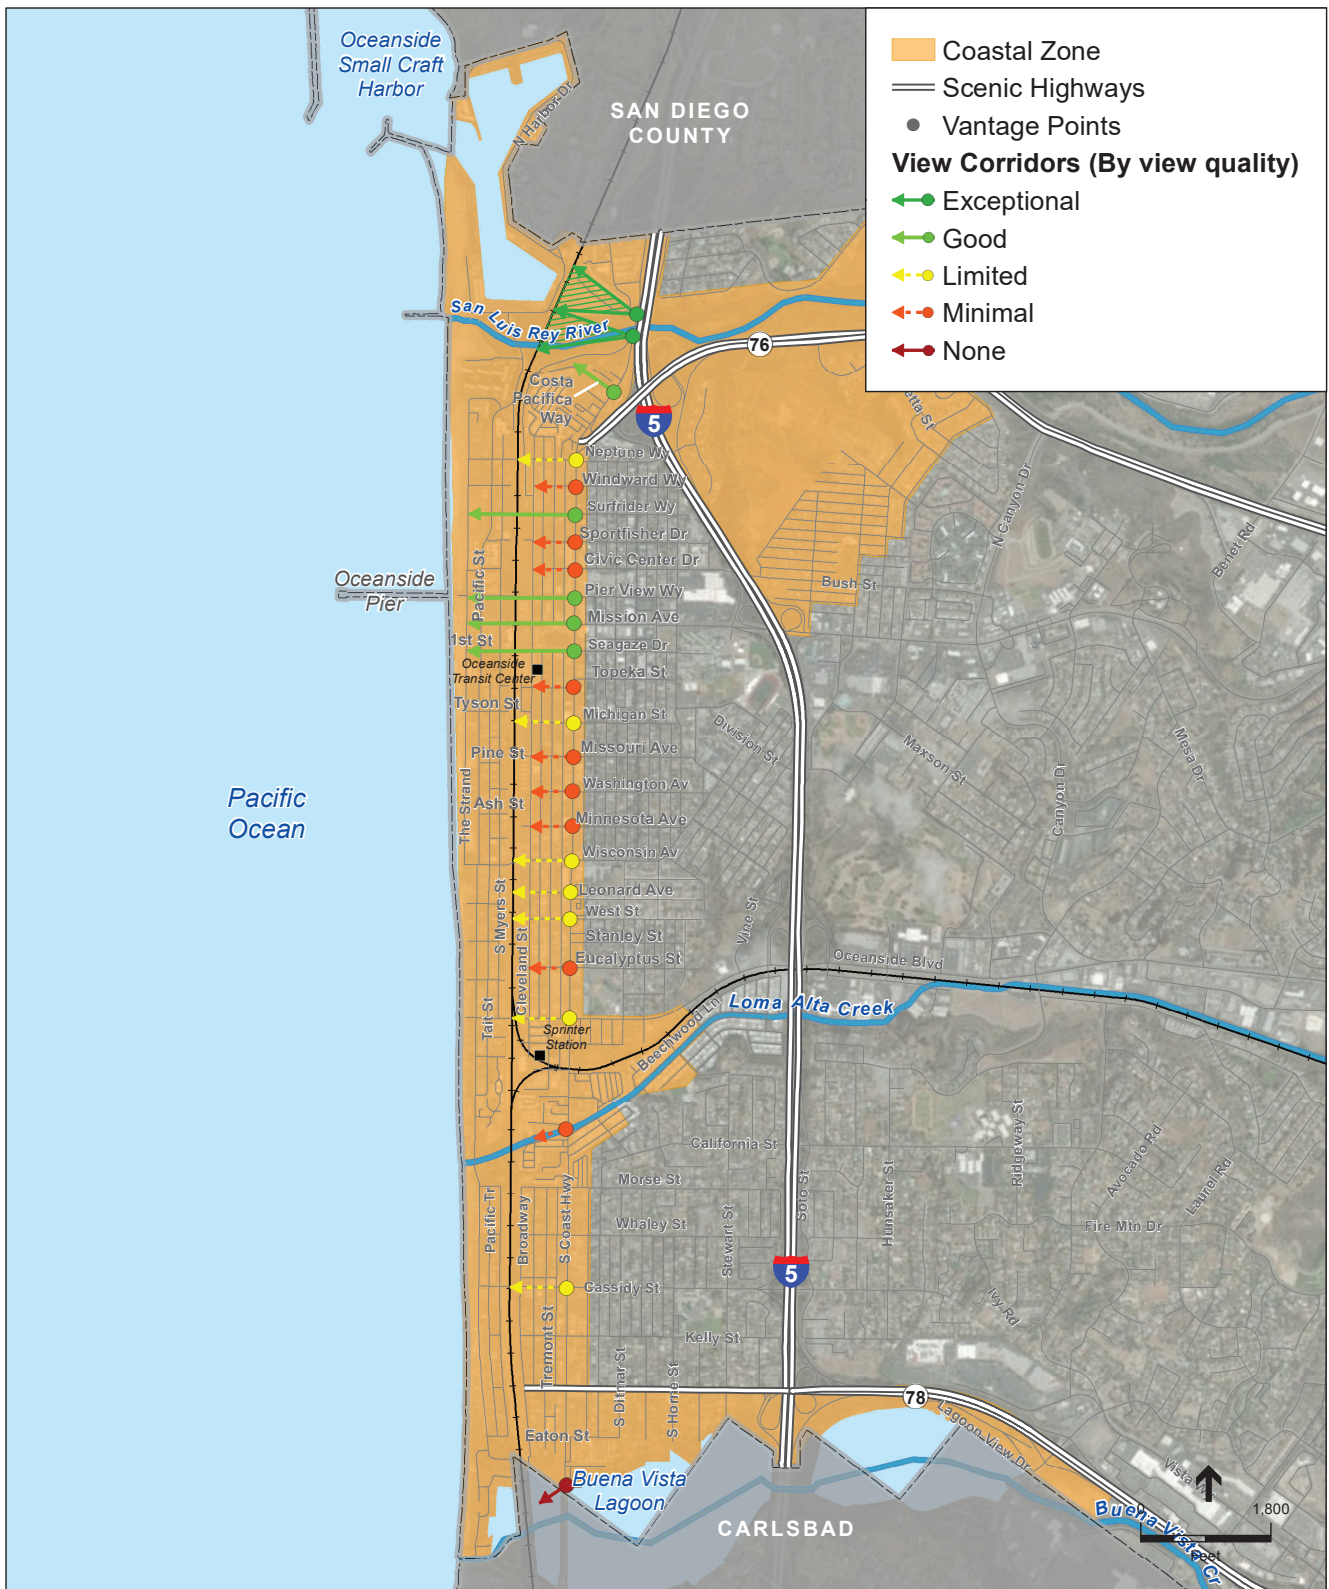 Oceanside
Small Craft
Harbor
N Harbor Dr
SAN DIEGO
COUNTY
Coastal Zone
Scenic Highways
Vantage Points
View Corridors (By view quality)
Exceptional
Good
Limited
Minimal
None
San Luis Rey River
76
Costa
Pacifica
Way
5
etta St
Neptune Wy
Windward Wy
Surfrider Wy
Sportfisher Dr
Civic Center Dr
N Canyon Dr
Benet Rd
Oceanside
Pier
Pacific St
Pier View Wy
Bush St
Mission Ave
1st St
Seagaze Dr
Oceanside
Transit Center
Topeka St
Tyson St
Michigan St
Division St
Maxson St
Mesa Dr
Pine St
Missouri Ave
Washington Av
Canyon Dr
Pacific
Ocean
The Strand
Ash St
Minnesota Ave
Wisconsin Av
Leonard Ave
West St
Vine St
S Myers St
Cleveland St
Stanley St
Eucalyptus St
Oceanside Blvd
Loma Alta Creek
Tait St
Sprinter
Station
Beechwood Ln
California St
Ridgeway St
Avocado Rd
Laurel Rd
Morse St
Soto St
Hunsaker St
Pacific Tr
Broadway
S Coast Hwy
Whaley St
Stewart St
Fire Mtn Dr
5
Cassidy St
Ivy Rd
Tremont St
Kelly St
S Ditmar St
S Horne St
78
Lagoon View Dr
Eaton St
Vista W
Buena Vista
Lagoon
CARLSBAD
Buena Vista Cr
0
1,800
Feet